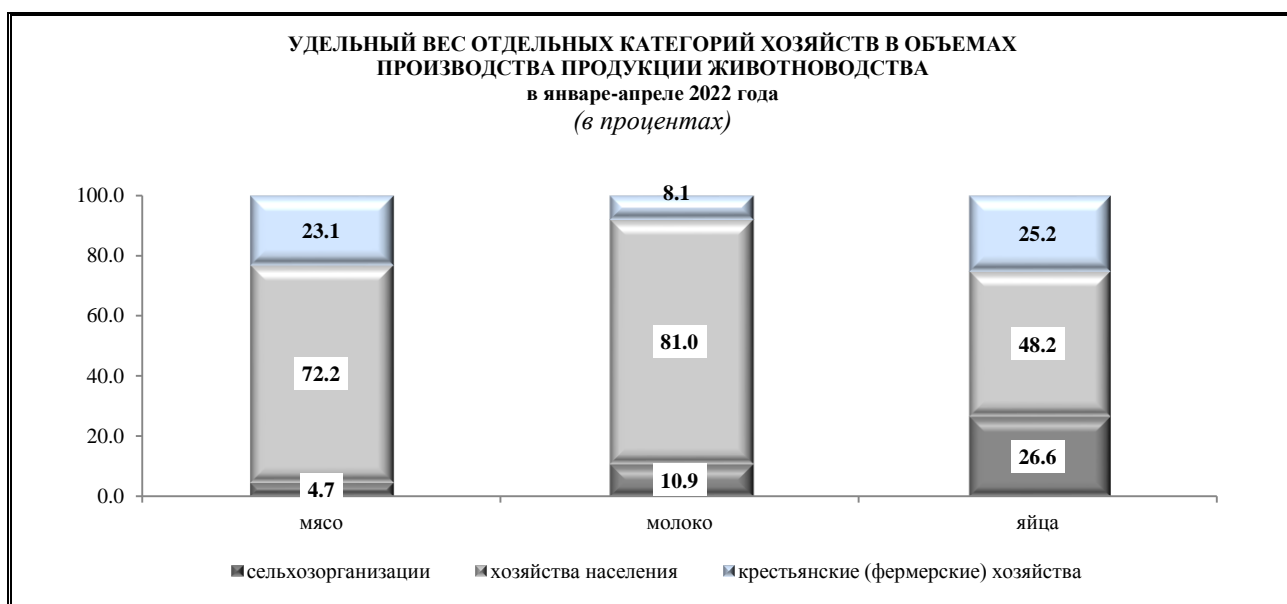 УДЕЛЬНЫЙ ВЕС ОТДЕЛЬНЫХ КАТЕГОРИЙ ХОЗЯЙСТВ В ОБЪЕМАХ
ПРОИЗВОДСТВА ПРОДУКЦИИ ЖИВОТНОВОДСТВА
в январе-апреле 2022 года
(в процентах)
100.0
80.0
60.0
40.0
20.0
0.0
23.1
72.2
4.7
8.1
81.0
10.9
25.2
48.2
26.6
мясо
молоко
яйца
сельхозорганизации
хозяйства населения
крестьянские (фермерские) хозяйства